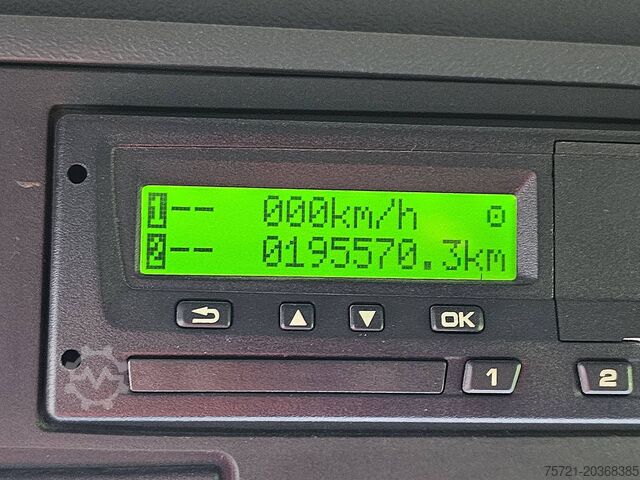 1-- 000km/h
2-- 0195570.3km
OK
1 2
75721-20368385